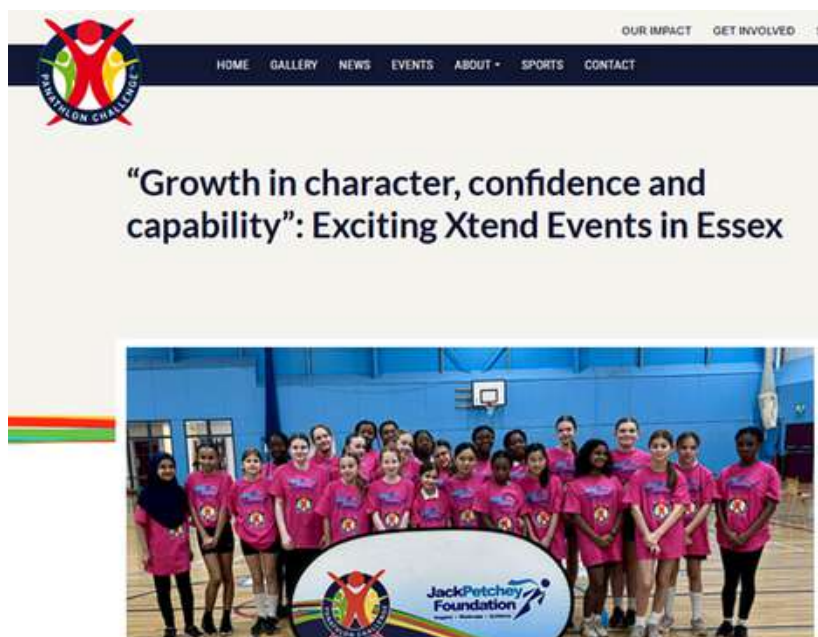 OUR IMPACT GET INVOLVED
PANATHLON CHALLENGE
HOME GALLERY NEWS EVENTS ABOUT SPORTS CONTACT
“Growth in character, confidence and
capability”: Exciting Xtend Events in Essex
JackPetchey
Foundation